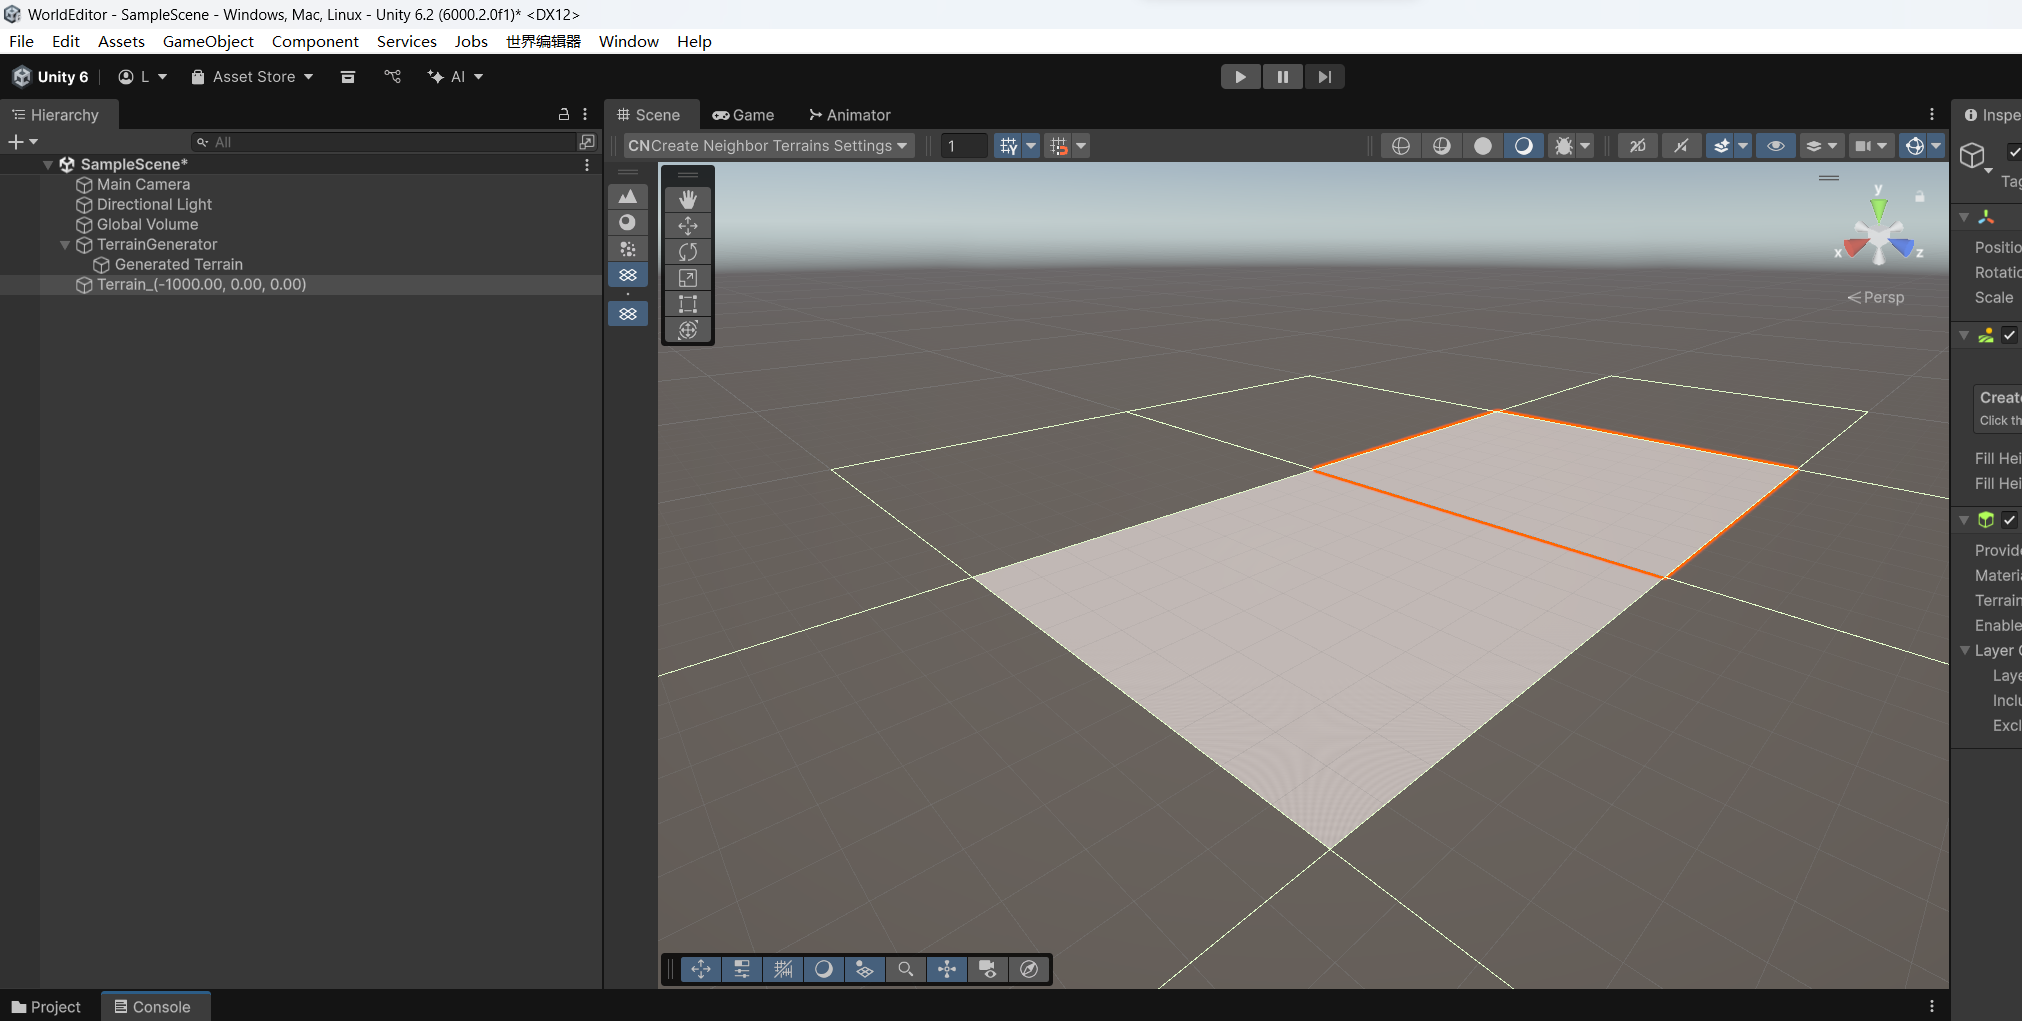 WorldEditor - SampleScene - Windows, Mac, Linux - Unity 6.2 (6000.2.0f1)* <DX12>
File Edit Assets GameObject Component Services Jobs 世界编辑器 Window Help
Unity 6 L Asset Store AI
Hierarchy
All
SampleScene*
Main Camera
Directional Light
Global Volume
TerrainGenerator
Generated Terrain
Terrain_(-1000.00, 0.00, 0.00)
Scene Game Animator
CNCreate Neighbor Terrains Settings 1 2D
y
x z
Persp
Inspe
Tag
Positio
Rotatio
Scale
Create
Click th
Fill Hei
Fill Hei
Provide
Materia
Terrain
Enable
Layer O
Laye
Inclu
Excl
Project Console